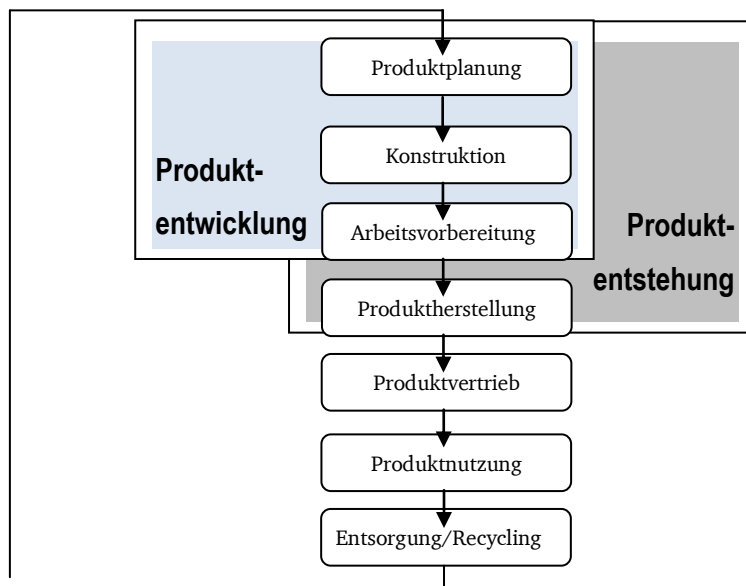 Produktplanung
Konstruktion
Produkt-
entwicklung
Arbeitsvorbereitung
Produkt-
entstehung
Produktherstellung
Produktvertrieb
Produktnutzung
Entsorgung/Recycling